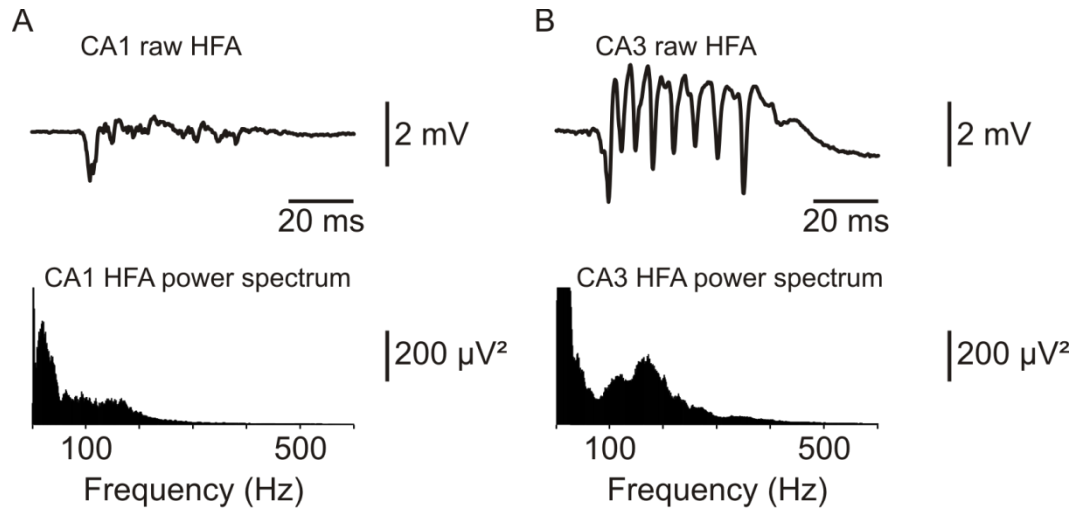 A
CA1 raw HFA
2 mV
20 ms
CA1 HFA power spectrum
200 μV²
100 500
Frequency (Hz)
B
CA3 raw HFA
2 mV
20 ms
CA3 HFA power spectrum
200 μV²
100 500
Frequency (Hz)